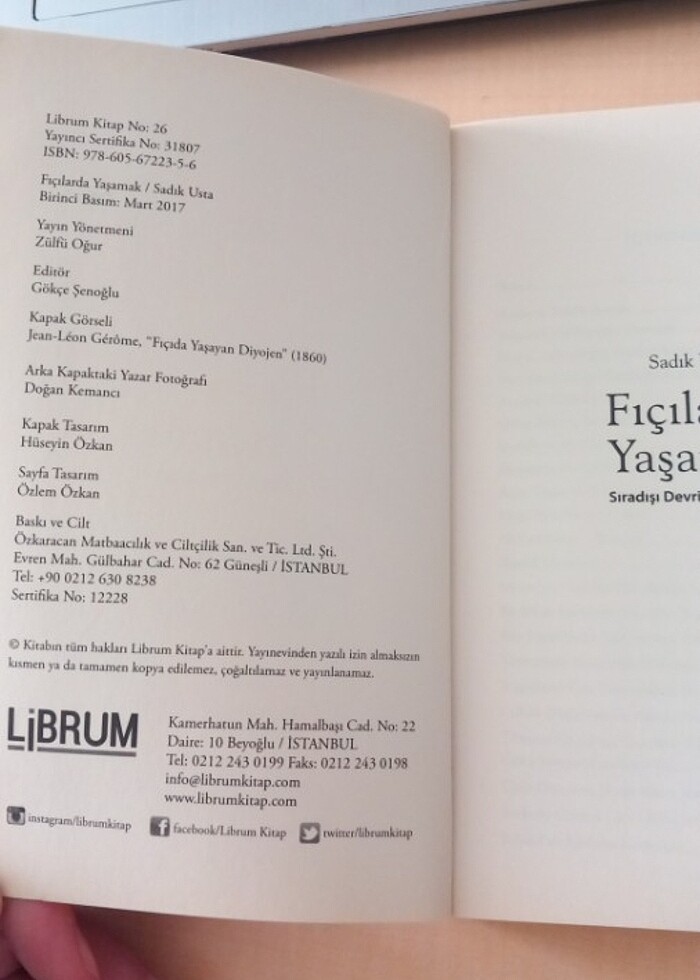 Librum Kitap No: 26
Yayıncı Sertifika No: 31807
ISBN: 978-605-67223-5-6
Fıçılarda Yaşamak / Sadık Usta
Birinci Basım: Mart 2017
Yayın Yönetmeni
Zülfü Oğur
Editör
Gökçe Şenoğlu
Kapak Görseli
Jean-Léon Gérôme, "Fıçıda Yaşayan Diyojen" (1860)
Arka Kapaktaki Yazar Fotoğrafı
Doğan Kemancı
Kapak Tasarım
Hüseyin Özkan
Sayfa Tasarım
Özlem Özkan
Baskı ve Cilt
Özkaracan Matbaacılık ve Ciltçilik San. ve Tic. Ltd. Şti.
Evren Mah. Gülbahar Cad. No: 62 Güneşli / İSTANBUL
Tel: +90 0212 630 8238
Sertifika No: 12228
© Kitabın tüm hakları Librum Kitap'a aittir. Yayınevinden yazılı izin almaksızın
kısmen ya da tamamen kopya edilemez, çoğaltılamaz ve yayınlanamaz.
LiBRUM
Kamerhatun Mah. Hamalbaşı Cad. No: 22
Daire: 10 Beyoğlu / İSTANBUL
Tel: 0212 243 0199 Faks: 0212 243 0198
info@librumkitap.com
www.librumkitap.com
instagram/librumkitap
facebook/Librum Kitap
twitter/librumkitap
Sadık
Fıçıla
Yaşa
Sıradışı Devri